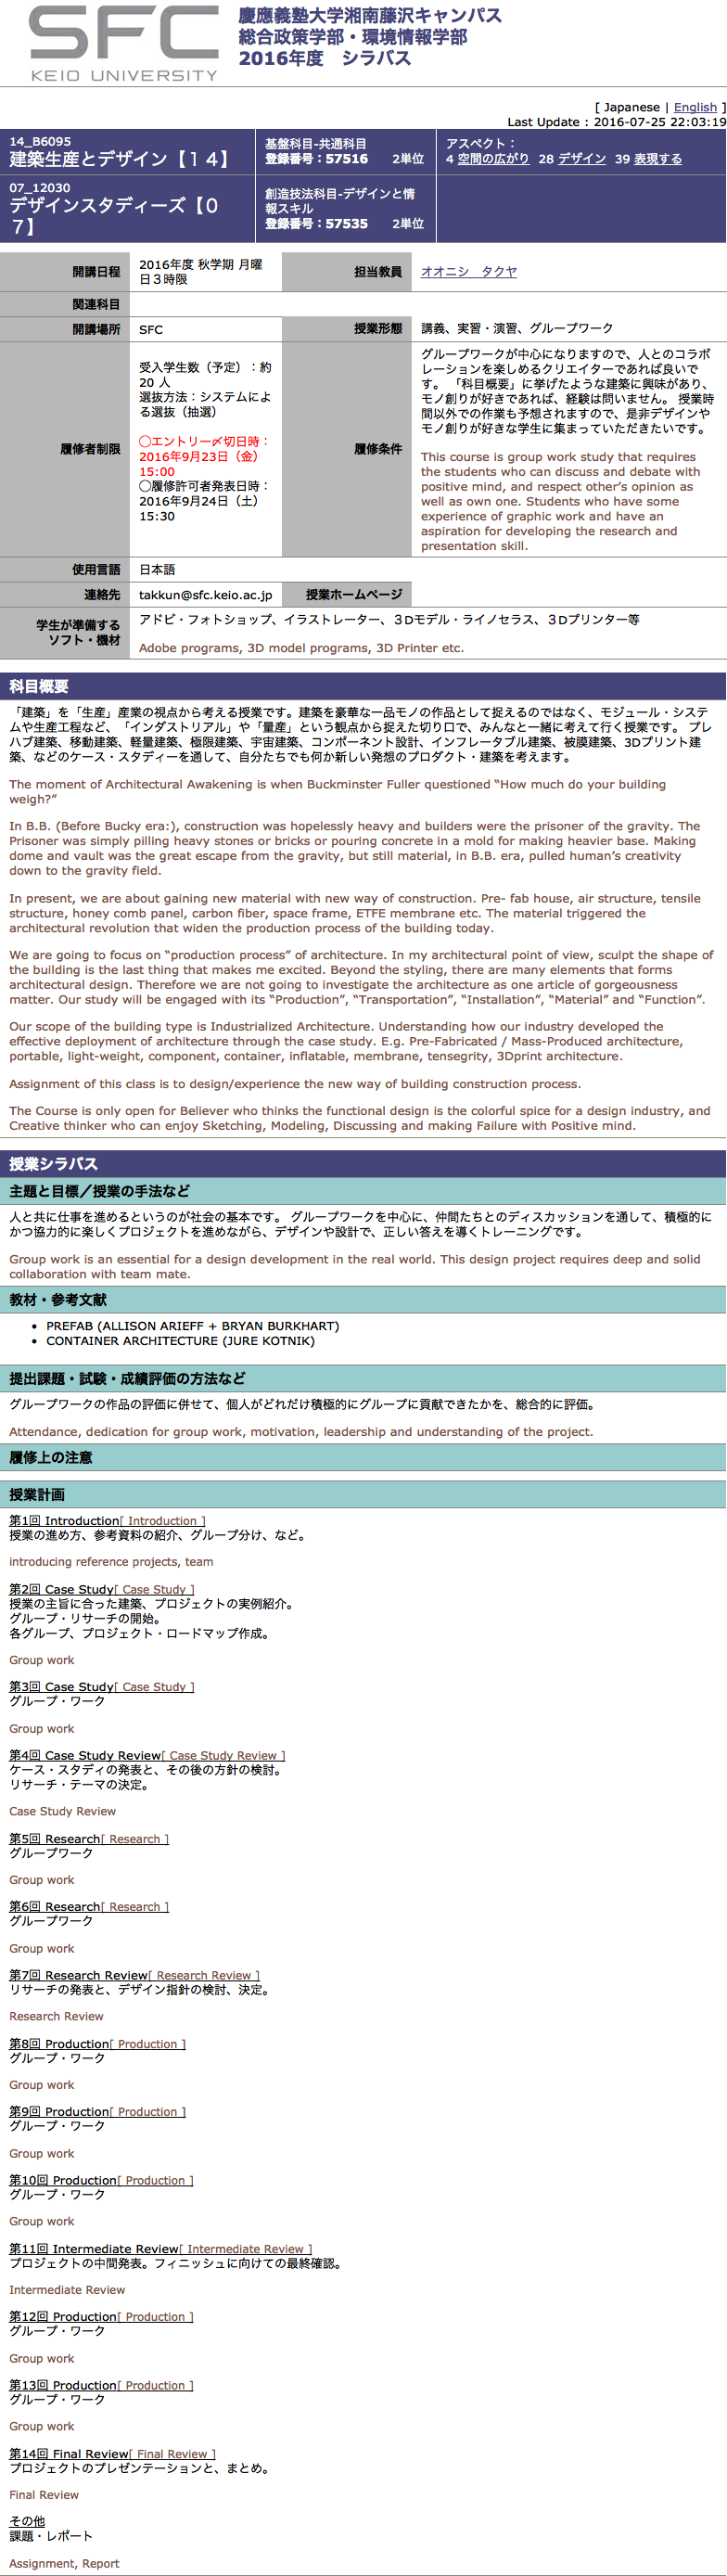 SFC
KEIO UNIVERSITY
慶應義塾大学湘南藤沢キャンパス
総合政策学部・環境情報学部
2016年度　シラバス
[ Japanese | English ]
Last Update : 2016-07-25 22:03:19
14_B6095
建築生産とデザイン【１４】
基盤科目-共通科目
登録番号：57516　　2単位
アスペクト：
4 空間の広がり 28 デザイン 39 表現する
07_12030
デザインスタディーズ【０
７】
創造技法科目-デザインと情
報スキル
登録番号：57535　　2単位
開講日程
2016年度 秋学期 月曜
日３時限
担当教員
オオニシ　タクヤ
関連科目
開講場所
SFC
授業形態
講義、実習・演習、グループワーク
履修者制限
受入学生数（予定）：約
20 人
選抜方法：システムによ
る選抜（抽選）
◯エントリー〆切日時：
2016年9月23日（金）
15:00
◯履修許可者発表日時：
2016年9月24日（土）
15:30
履修条件
グループワークが中心になりますので、人とのコラボ
レーションを楽しめるクリエイターであれば良いで
す。 「科目概要」に挙げたような建築に興味があり、
モノ創りが好きであれば、経験は問いません。 授業時
間以外での作業も予想されますので、是非デザインや
モノ創りが好きな学生に集まっていただきたいです。
This course is group work study that requires
the students who can discuss and debate with
positive mind, and respect other’s opinion as
well as own one. Students who have some
experience of graphic work and have an
aspiration for developing the research and
presentation skill.
使用言語
日本語
連絡先
takkun@sfc.keio.ac.jp
授業ホームページ
学生が準備する
ソフト・機材
アドビ・フォトショップ、イラストレーター、３Dモデル・ライノセラス、３Dプリンター等
Adobe programs, 3D model programs, 3D Printer etc.
科目概要
「建築」を「生産」産業の視点から考える授業です。建築を豪華な一品モノの作品として捉えるのではなく、モジュール・システ
ムや生産工程など、「インダストリアル」や「量産」という観点から捉えた切り口で、みんなと一緒に考えて行く授業です。 プレ
ハブ建築、移動建築、軽量建築、極限建築、宇宙建築、コンポーネント設計、インフレータブル建築、被膜建築、3Dプリント建
築、などのケース・スタディーを通して、自分たちでも何か新しい発想のプロダクト・建築を考えます。
The moment of Architectural Awakening is when Buckminster Fuller questioned “How much do your building
weigh?”
In B.B. (Before Bucky era:), construction was hopelessly heavy and builders were the prisoner of the gravity. The
Prisoner was simply pilling heavy stones or bricks or pouring concrete in a mold for making heavier base. Making
dome and vault was the great escape from the gravity, but still material, in B.B. era, pulled human’s creativity
down to the gravity field.
In present, we are about gaining new material with new way of construction. Pre- fab house, air structure, tensile
structure, honey comb panel, carbon fiber, space frame, ETFE membrane etc. The material triggered the
architectural revolution that widen the production process of the building today.
We are going to focus on “production process” of architecture. In my architectural point of view, sculpt the shape of
the building is the last thing that makes me excited. Beyond the styling, there are many elements that forms
architectural design. Therefore we are not going to investigate the architecture as one article of gorgeousness
matter. Our study will be engaged with its “Production”, “Transportation”, “Installation”, “Material” and “Function”.
Our scope of the building type is Industrialized Architecture. Understanding how our industry developed the
effective deployment of architecture through the case study. E.g. Pre-Fabricated / Mass-Produced architecture,
portable, light-weight, component, container, inflatable, membrane, tensegrity, 3Dprint architecture.
Assignment of this class is to design/experience the new way of building construction process.
The Course is only open for Believer who thinks the functional design is the colorful spice for a design industry, and
Creative thinker who can enjoy Sketching, Modeling, Discussing and making Failure with Positive mind.
授業シラバス
主題と目標／授業の手法など
人と共に仕事を進めるというのが社会の基本です。 グループワークを中心に、仲間たちとのディスカッションを通して、積極的に
かつ協力的に楽しくプロジェクトを進めながら、デザインや設計で、正しい答えを導くトレーニングです。
Group work is an essential for a design development in the real world. This design project requires deep and solid
collaboration with team mate.
教材・参考文献
• PREFAB (ALLISON ARIEFF + BRYAN BURKHART)
• CONTAINER ARCHITECTURE (JURE KOTNIK)
提出課題・試験・成績評価の方法など
グループワークの作品の評価に併せて、個人がどれだけ積極的にグループに貢献できたかを、総合的に評価。
Attendance, dedication for group work, motivation, leadership and understanding of the project.
履修上の注意
授業計画
第1回 Introduction[ Introduction ]
授業の進め方、参考資料の紹介、グループ分け、など。
introducing reference projects, team
第2回 Case Study[ Case Study ]
授業の主旨に合った建築、プロジェクトの実例紹介。
グループ・リサーチの開始。
各グループ、プロジェクト・ロードマップ作成。
Group work
第3回 Case Study[ Case Study ]
グループ・ワーク
Group work
第4回 Case Study Review[ Case Study Review ]
ケース・スタディの発表と、その後の方針の検討。
リサーチ・テーマの決定。
Case Study Review
第5回 Research[ Research ]
グループワーク
Group work
第6回 Research[ Research ]
グループワーク
Group work
第7回 Research Review[ Research Review ]
リサーチの発表と、デザイン指針の検討、決定。
Research Review
第8回 Production[ Production ]
グループ・ワーク
Group work
第9回 Production[ Production ]
グループ・ワーク
Group work
第10回 Production[ Production ]
グループ・ワーク
Group work
第11回 Intermediate Review[ Intermediate Review ]
プロジェクトの中間発表。フィニッシュに向けての最終確認。
Intermediate Review
第12回 Production[ Production ]
グループ・ワーク
Group work
第13回 Production[ Production ]
グループ・ワーク
Group work
第14回 Final Review[ Final Review ]
プロジェクトのプレゼンテーションと、まとめ。
Final Review
その他
課題・レポート
Assignment, Report